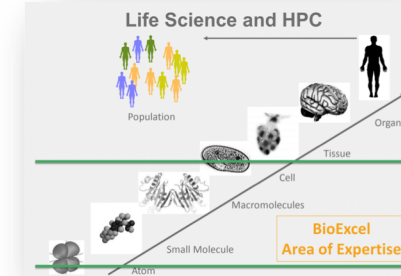 Life Science and HPC
Population
Organ
Tissue
Cell
Macromolecules
Small Molecule
Atom
BioExcel
Area of Expertise